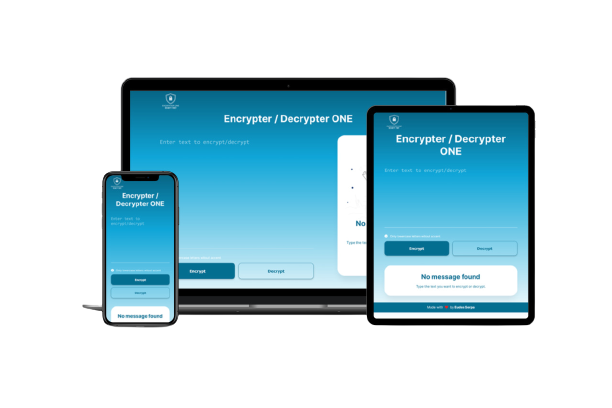 Encrypter / Decrypter ONE
Enter text to encrypt/decrypt
No
Type the
Encrypt
Decrypt
Encrypter / Decrypter
ONE
Enter text to encrypt/decrypt
Encrypt
Decrypt
No message found
Type the text you want to encrypt or decrypt
Made with ❤ by
Encrypter /
Decrypter ONE
Enter text to
encrypt/decrypt
Encrypt
Decrypt
No message found